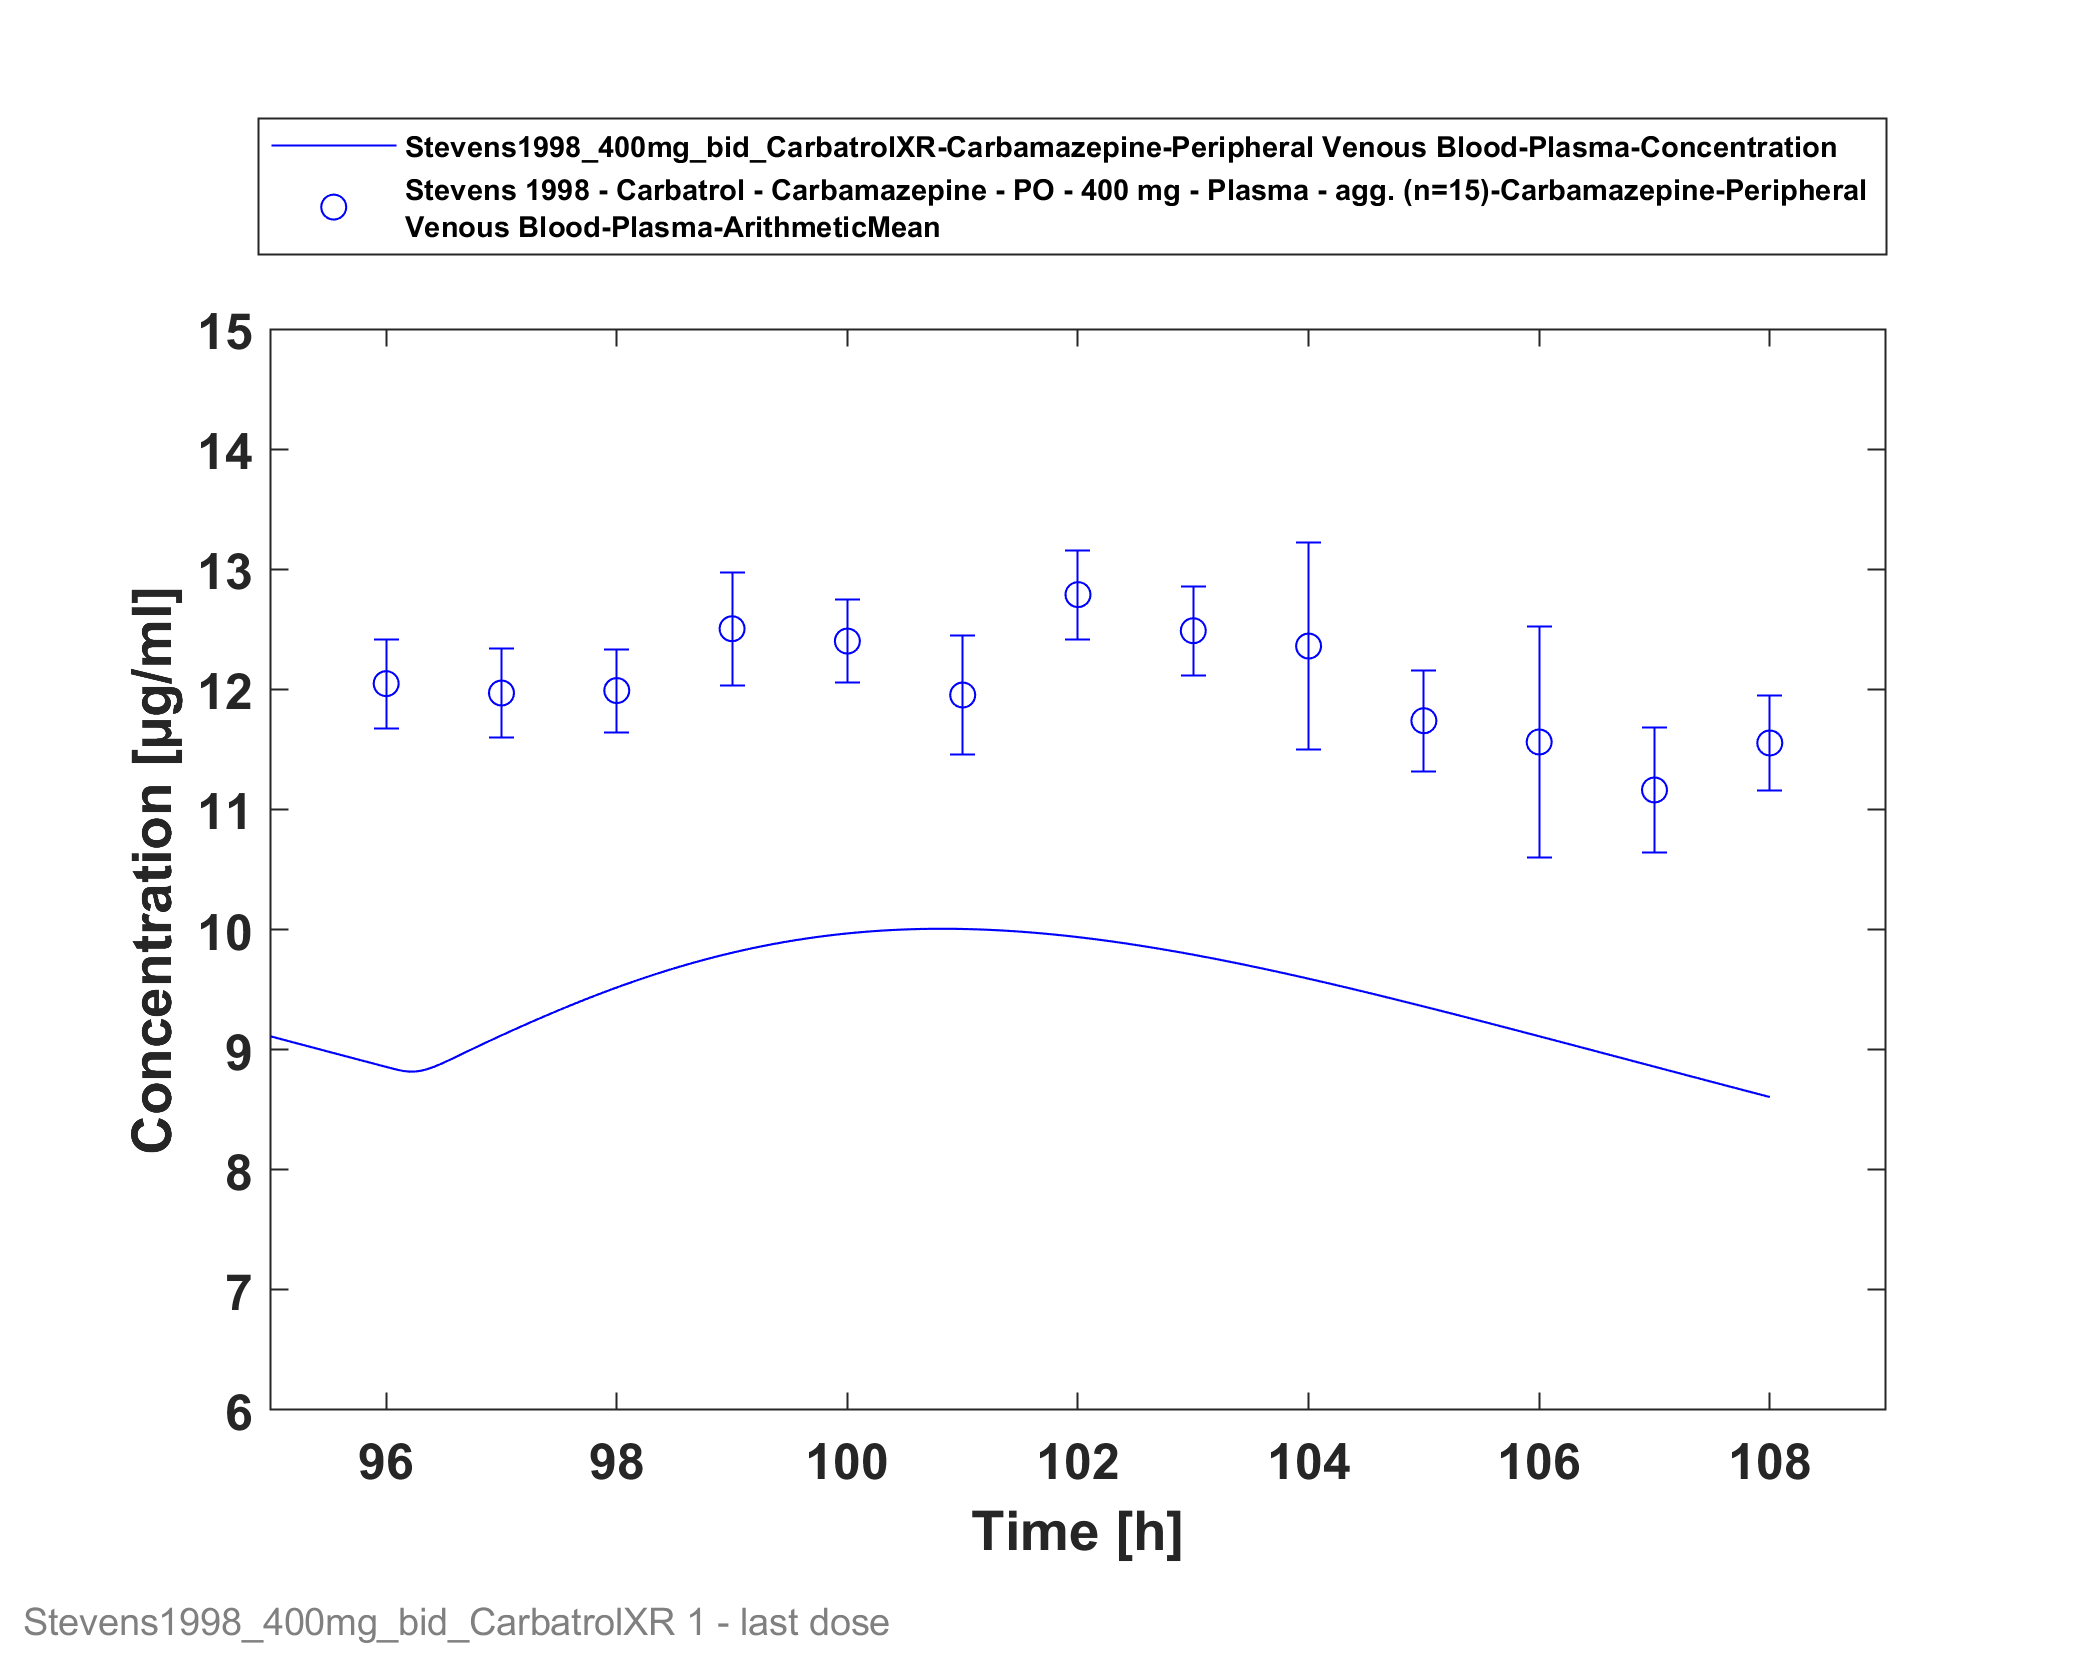 Stevens1998_400mg_bid_CarbatrolXR-Carbamazepine-Peripheral Venous Blood-Plasma-Concentration
Stevens 1998 - Carbatrol - Carbamazepine - PO - 400 mg - Plasma - agg. (n=15)-Carbamazepine-Peripheral
Venous Blood-Plasma-ArithmeticMean
15
14
13
12
11
10
9
8
7
6
Concentration [µg/ml]
96 98 100 102 104 106 108
Time [h]
Stevens1998_400mg_bid_CarbatrolXR 1 - last dose